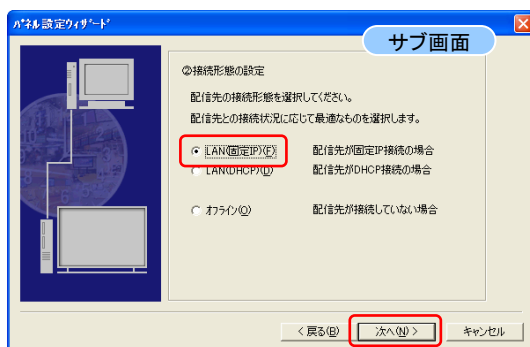 パネル設定ウィザード
サブ画面
②接続形態の設定
配信先の接続形態を選択してください。
配信先との接続状況に応じて最適なものを選択します。
LAN(固定IP)(F) 配信先が固定IP接続の場合
LAN(DHCP)(D) 配信先がDHCP接続の場合
オフライン(O) 配信先が接続していない場合
< 戻る(B)
次へ(N) >
キャンセル